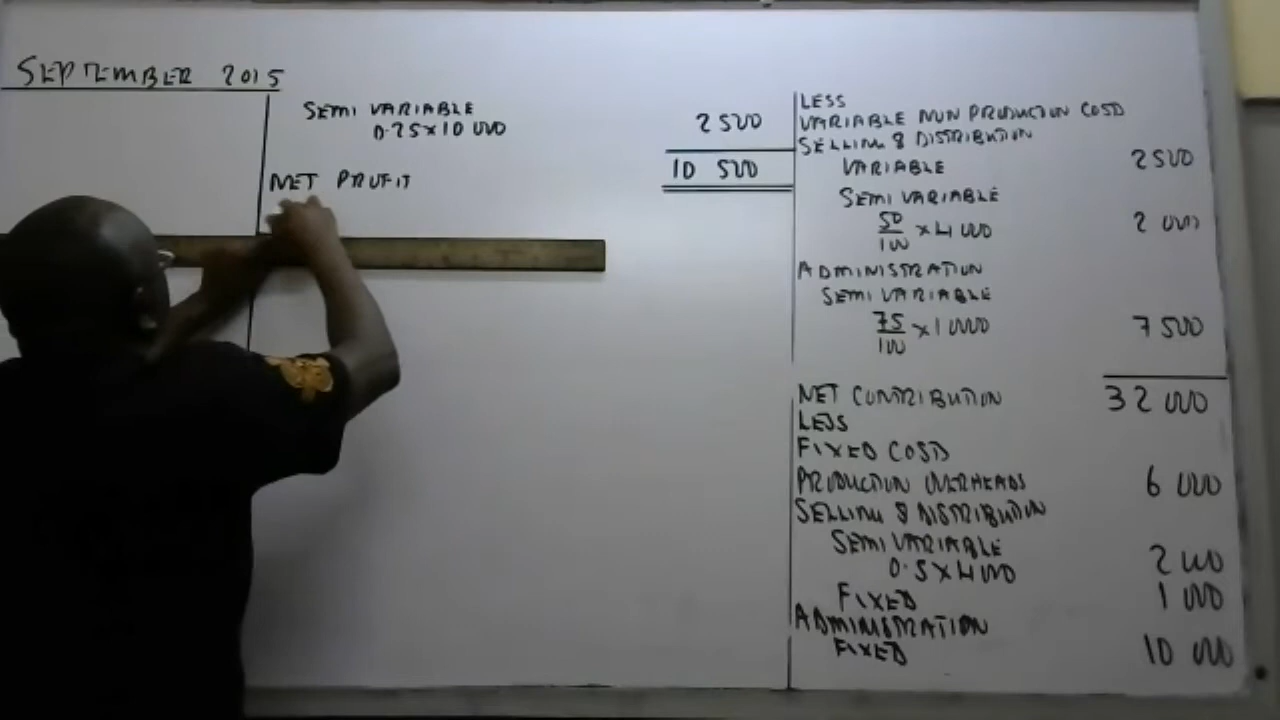 SEPTEMBER 2015
SEMI VARIABLE
0.25 x 10 000 2 500
10 500
NET PROFIT
LESS
VARIABLE NON PRODUCTION COSTS
SELLING & DISTRIBUTION
VARIABLE 2 500
SEMI VARIABLE
50/100 x 4 000 2 000
ADMINISTRATION
SEMI VARIABLE
75/100 x 10000 7 500
NET CONTRIBUTION 32 000
LESS
FIXED COSTS
PRODUCTION OVERHEADS 6 000
SELLING & DISTRIBUTION
SEMI VARIABLE
0.5 x 4 000 2 000
FIXED 1 000
ADMINISTRATION
FIXED 10 000